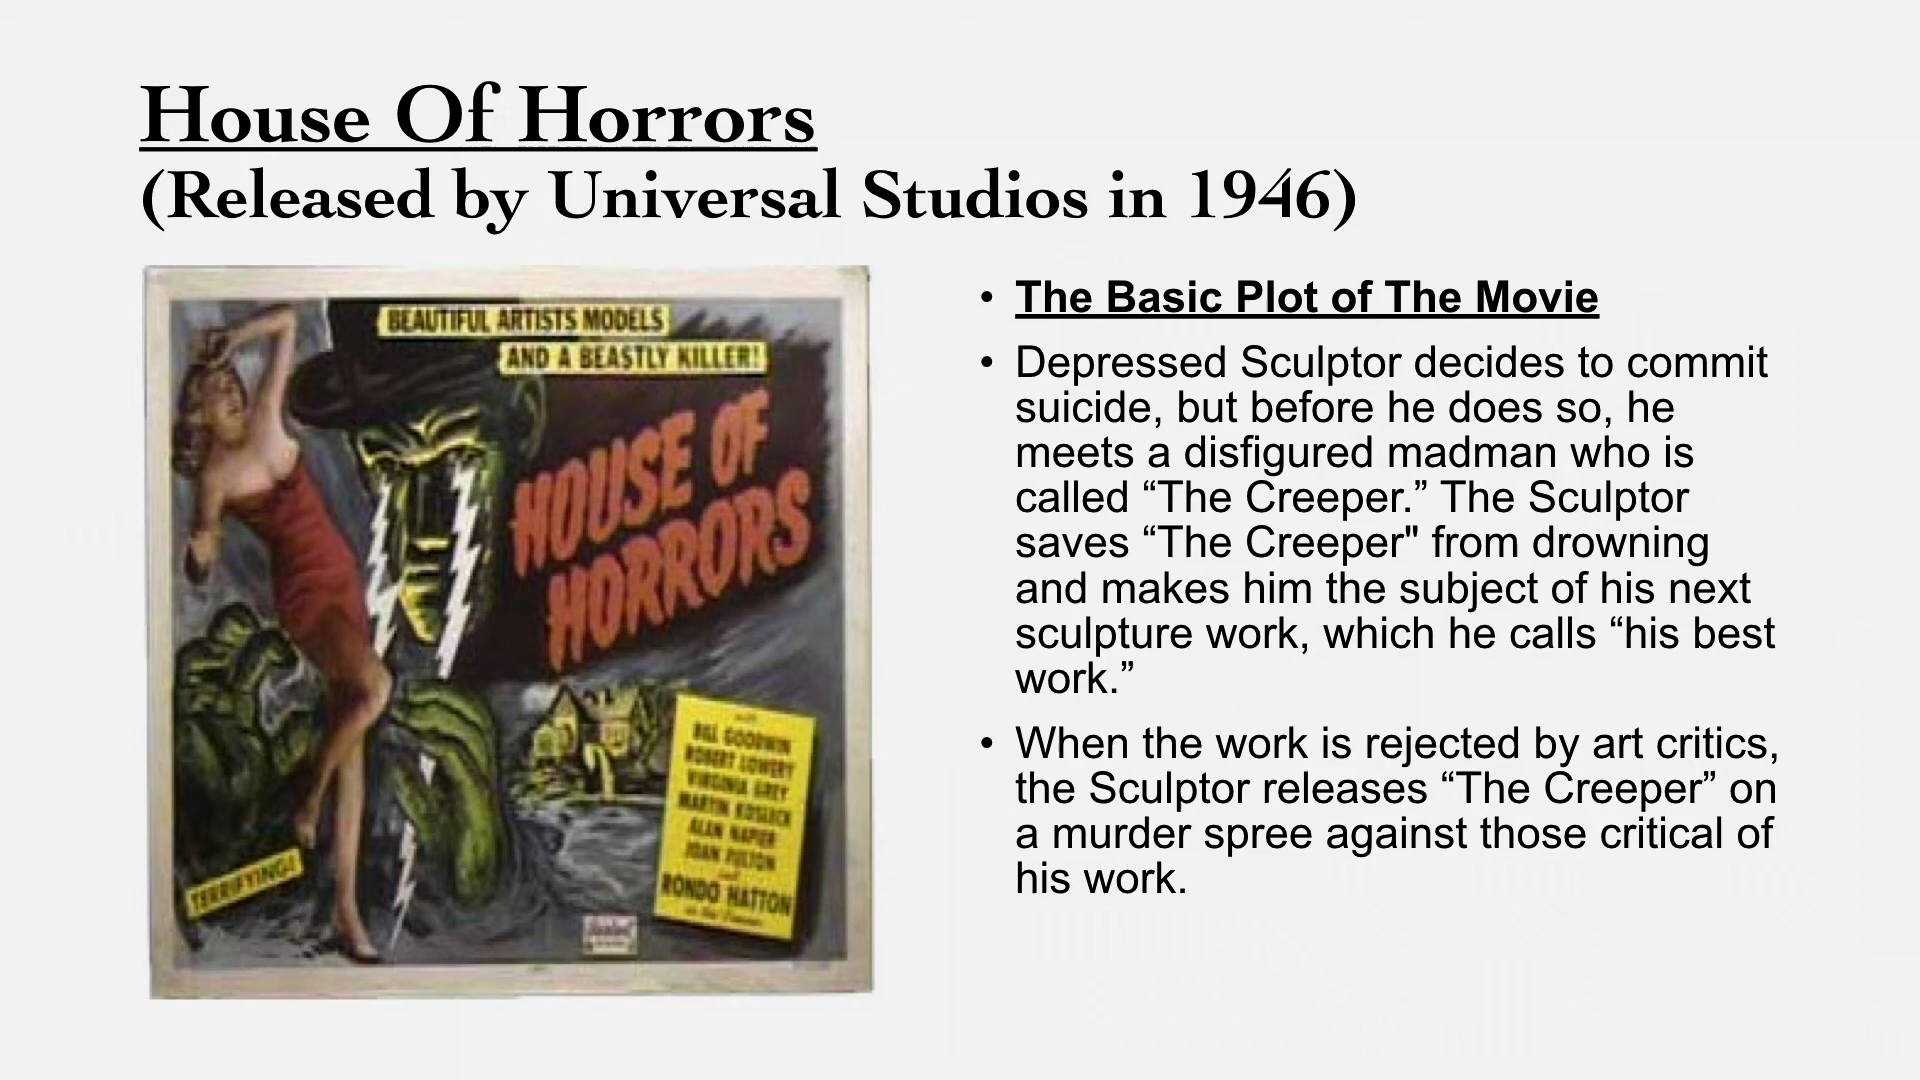 House Of Horrors
(Released by Universal Studios in 1946)
BEAUTIFUL ARTISTS MODELS
AND A BEASTLY KILLER!
HOUSE OF
HORRORS
with
BILL GOODWIN
ROBERT LOWERY
VIRGINIA GREY
MARTIN KOSLECK
ALAN NAPIER
JOAN FULTON
and
RONDO HATTON
TERRIFYING!
• The Basic Plot of The Movie
• Depressed Sculptor decides to commit
suicide, but before he does so, he
meets a disfigured madman who is
called “The Creeper.” The Sculptor
saves “The Creeper" from drowning
and makes him the subject of his next
sculpture work, which he calls “his best
work.”
• When the work is rejected by art critics,
the Sculptor releases “The Creeper” on
a murder spree against those critical of
his work.